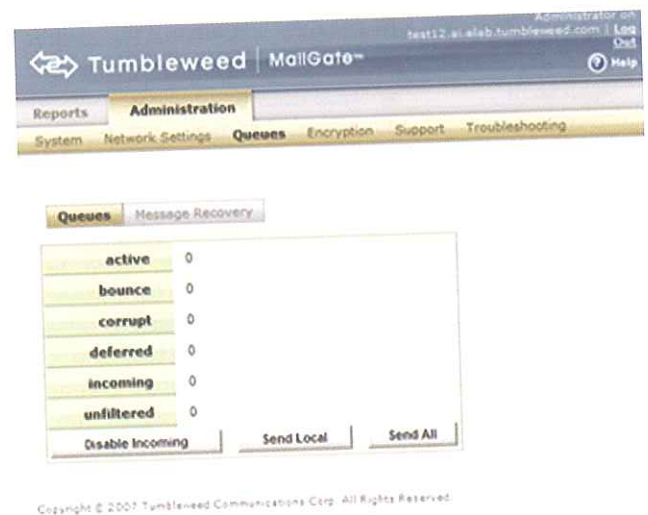 Administrator on
test12.ai.alab.tumbleweed.com | Log
Out
Tumbleweed | MailGate™
? Help
Reports Administration
System Network Settings Queues Encryption Support Troubleshooting
Queues Message Recovery
active 0
bounce 0
corrupt 0
deferred 0
incoming 0
unfiltered 0
Disable Incoming Send Local Send All
Copyright © 2007 Tumbleweed Communications Corp. All Rights Reserved.